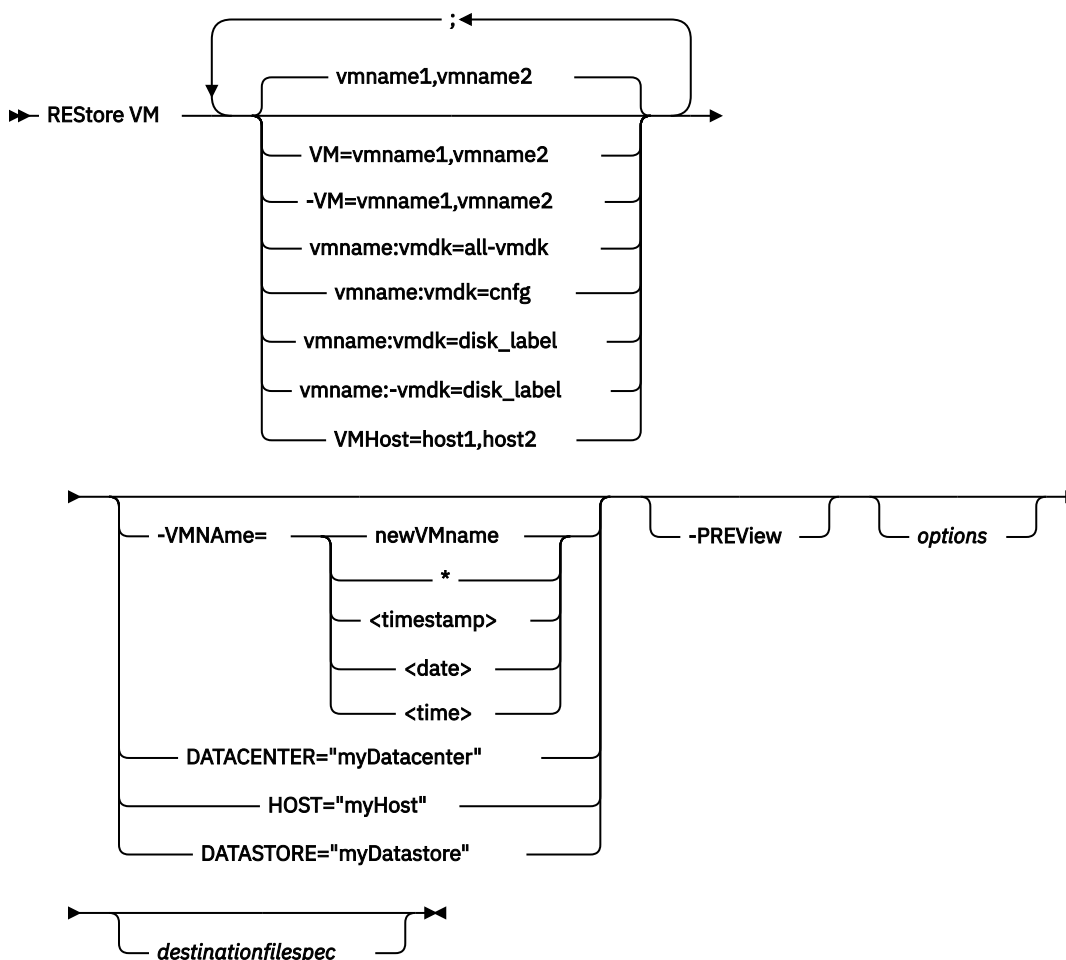 ;
vmname1,vmname2
REStore VM
VM=vmname1,vmname2
-VM=vmname1,vmname2
vmname:vmdk=all-vmdk
vmname:vmdk=cnfg
vmname:vmdk=disk_label
vmname:-vmdk=disk_label
VMHost=host1,host2
-VMNAme= newVMname -PREView options
*
<timestamp>
<date>
<time>
DATACENTER="myDatacenter"
HOST="myHost"
DATASTORE="myDatastore"
destinationfilespec